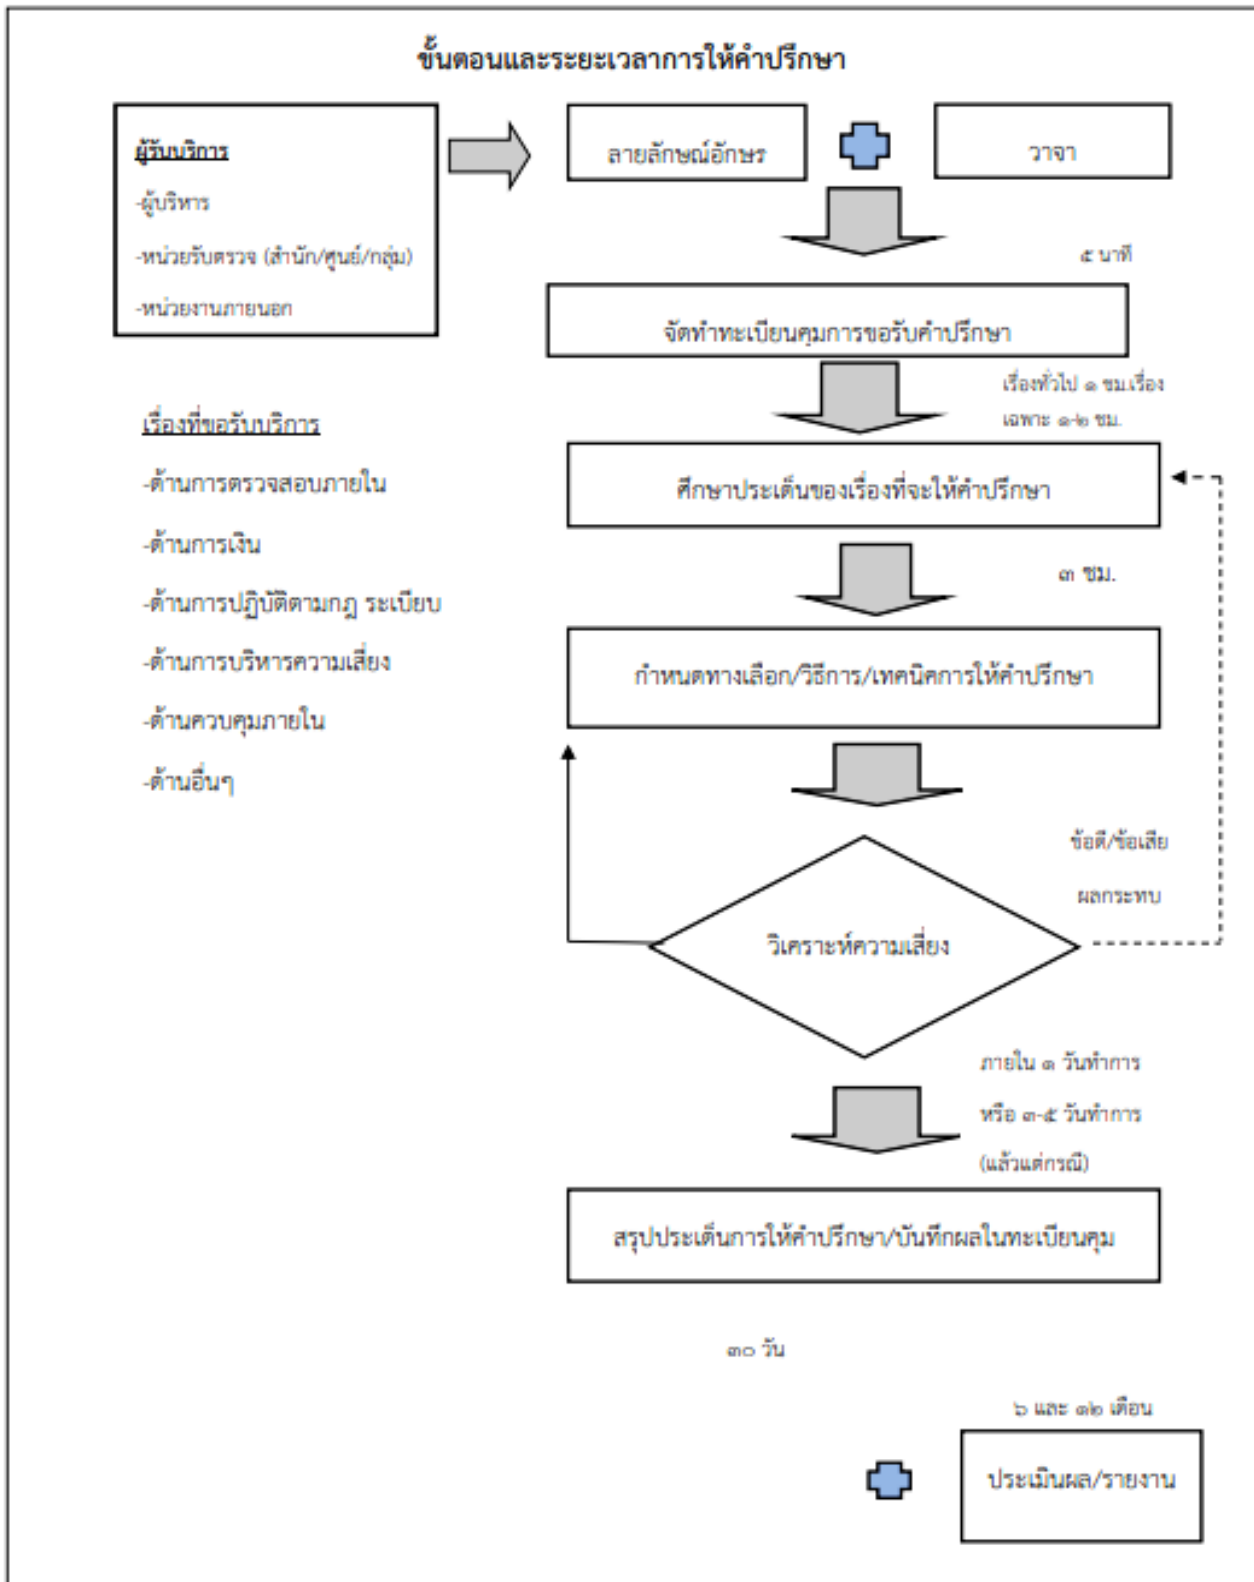 ขั้นตอนและระยะเวลาการให้คำปรึกษา
ผู้รับบริการ
-ผู้บริหาร
-หน่วยรับตรวจ (สำนัก/ศูนย์/กลุ่ม)
-หน่วยงานภายนอก
ลายลักษณ์อักษร
วาจา
๕ นาที
จัดทำทะเบียนคุมการขอรับคำปรึกษา
เรื่องทั่วไป ๑ ชม.เรื่อง
เฉพาะ ๑-๒ ชม.
เรื่องที่ขอรับบริการ
-ด้านการตรวจสอบภายใน
-ด้านการเงิน
-ด้านการปฏิบัติตามกฎ ระเบียบ
-ด้านการบริหารความเสี่ยง
-ด้านควบคุมภายใน
-ด้านอื่นๆ
ศึกษาประเด็นของเรื่องที่จะให้คำปรึกษา
๓ ชม.
กำหนดทางเลือก/วิธีการ/เทคนิคการให้คำปรึกษา
ข้อดี/ข้อเสีย
ผลกระทบ
วิเคราะห์ความเสี่ยง
ภายใน ๑ วันทำการ
หรือ ๓-๕ วันทำการ
(แล้วแต่กรณี)
สรุปประเด็นการให้คำปรึกษา/บันทึกผลในทะเบียนคุม
๓๐ วัน
๖ และ ๑๒ เดือน
ประเมินผล/รายงาน